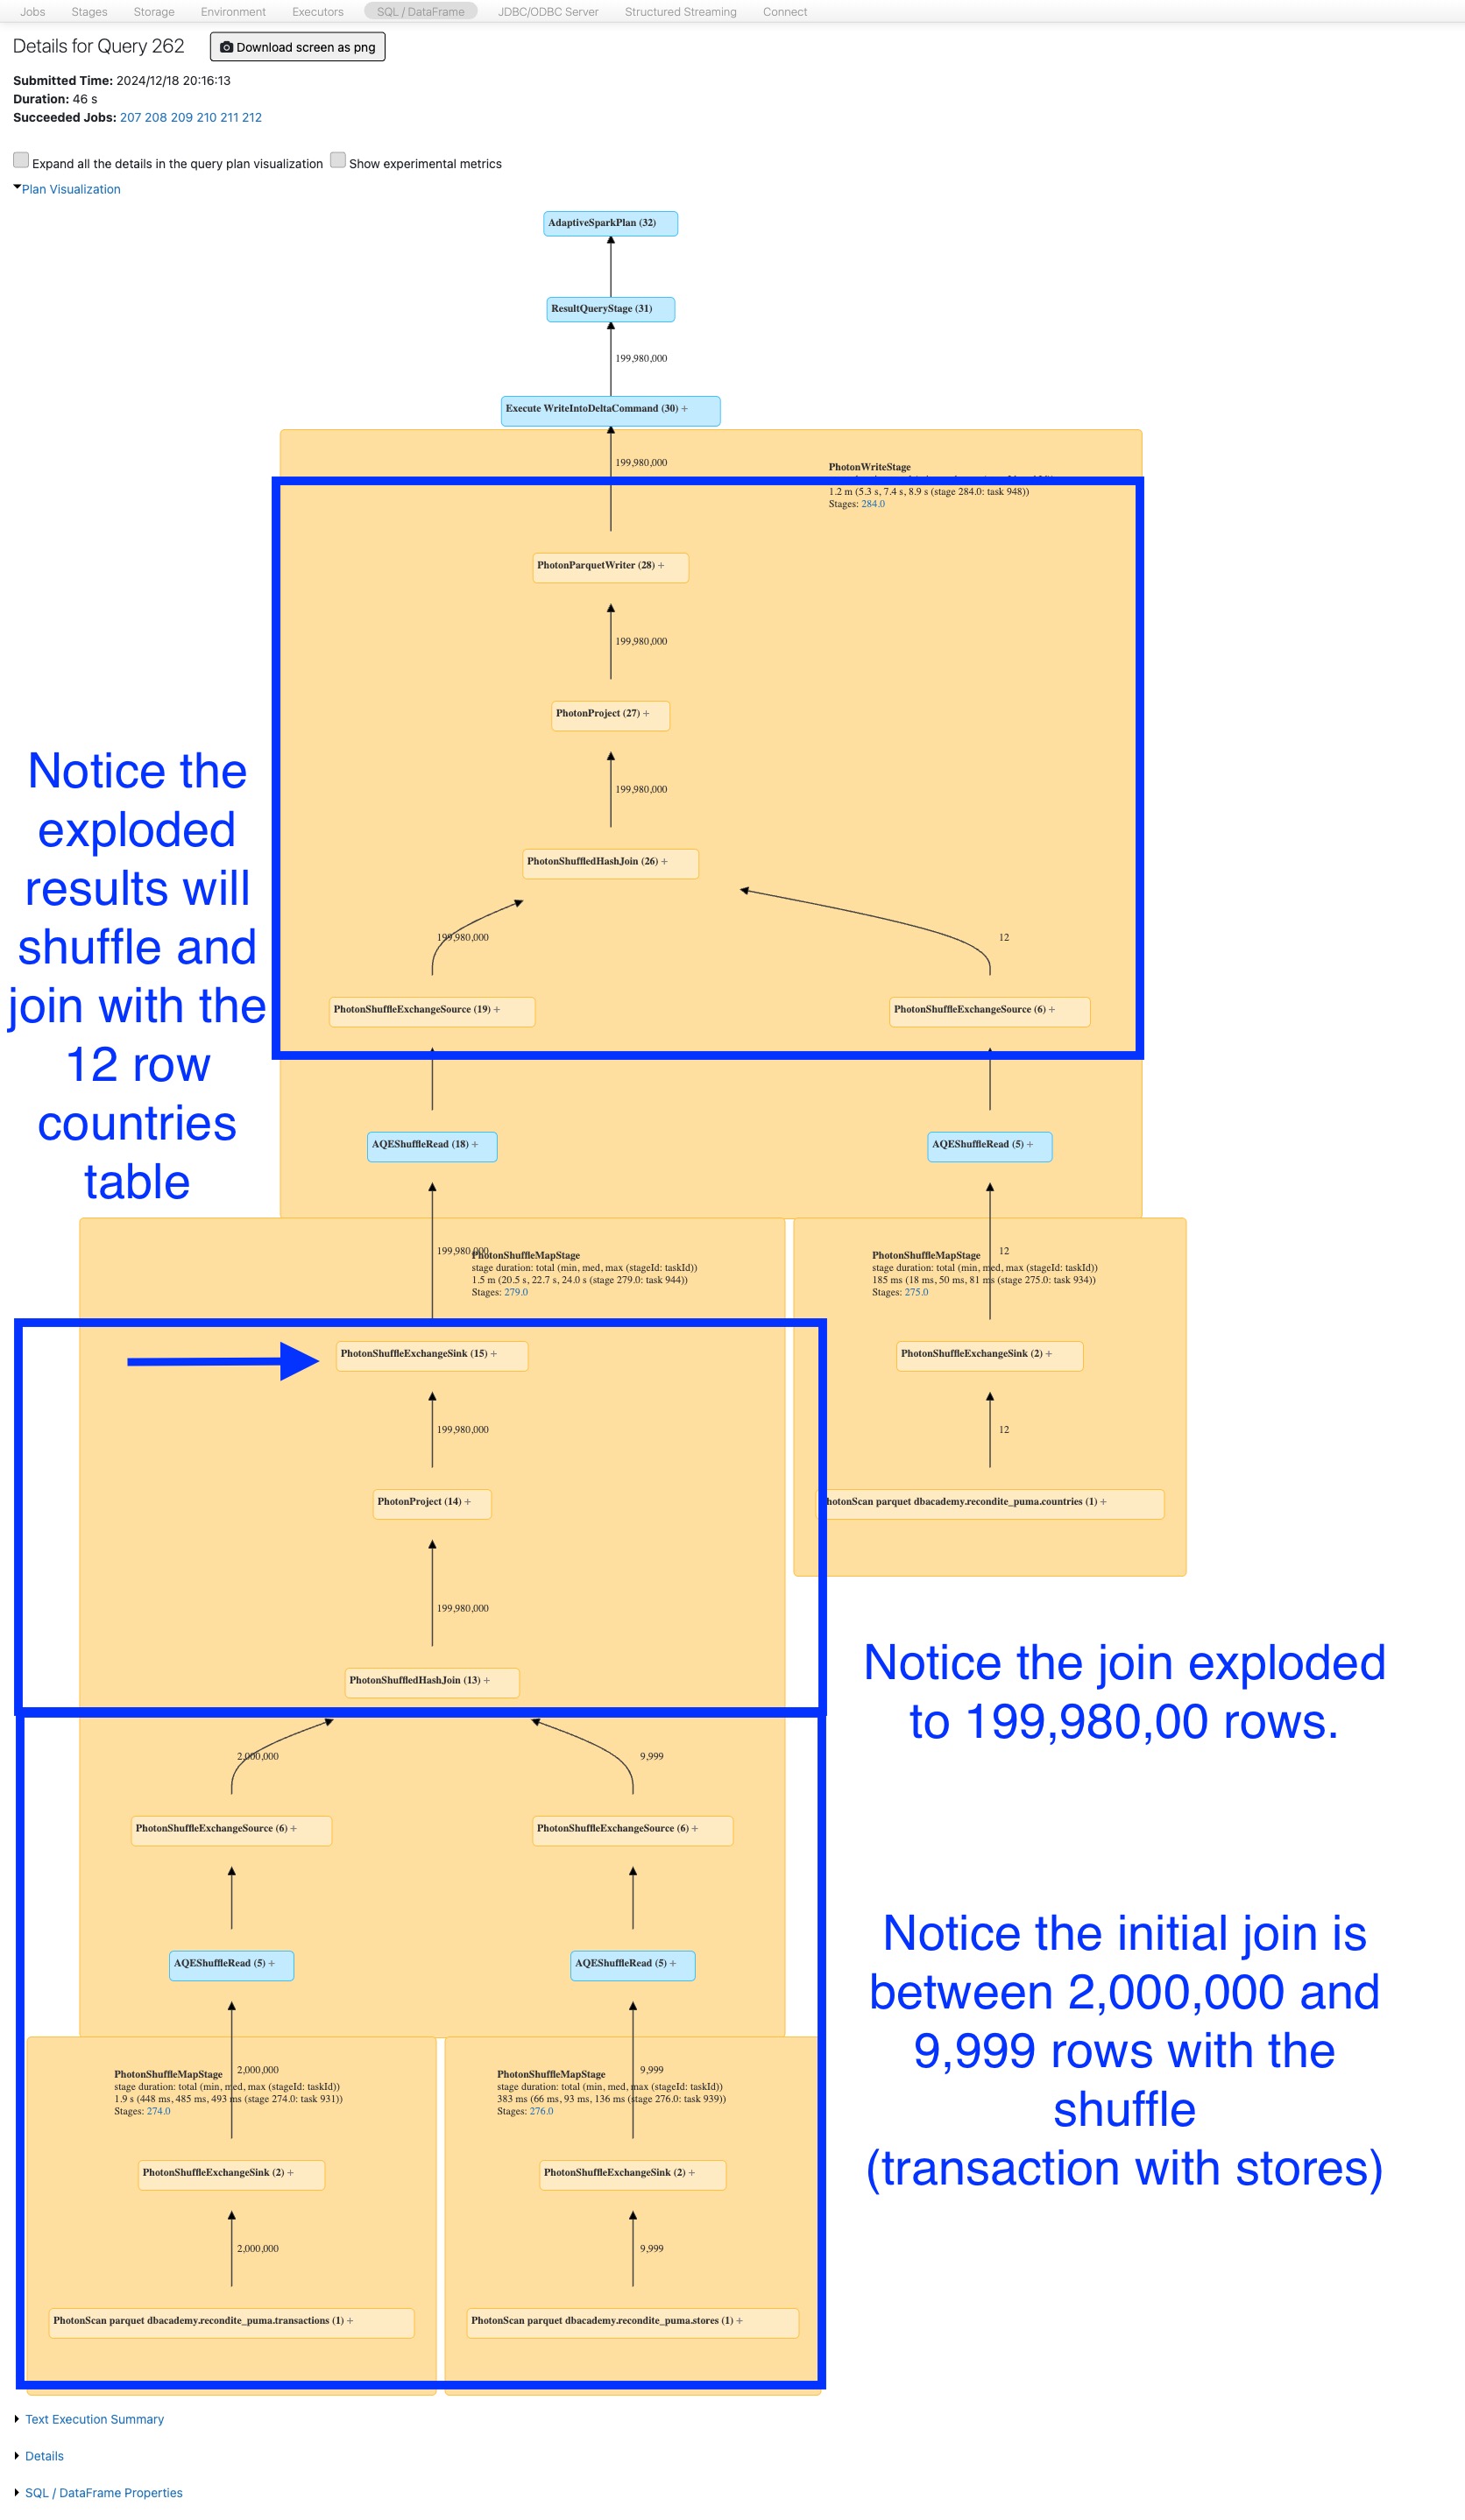 Jobs Stages Storage Environment Executors SQL / DataFrame JDBC/ODBC Server Structured Streaming Connect
Details for Query 262
Download screen as png
Submitted Time: 2024/12/18 20:16:13
Duration: 46 s
Succeeded Jobs: 207 208 209 210 211 212
Expand all the details in the query plan visualization Show experimental metrics
Plan Visualization
AdaptiveSparkPlan (32)
ResultQueryStage (31)
199,980,000
Execute WriteIntoDeltaCommand (30) +
199,980,000
PhotonWriteStage
1.2 m (5.3 s, 7.4 s, 8.9 s (stage 284.0: task 948))
Stages: 284.0
PhotonParquetWriter (28) +
199,980,000
PhotonProject (27) +
199,980,000
PhotonShuffledHashJoin (26) +
199,980,000 12
PhotonShuffleExchangeSource (19) + PhotonShuffleExchangeSource (6) +
Notice the
exploded
results will
shuffle and
join with the
12 row
countries
table
AQEShuffleRead (18) + AQEShuffleRead (5) +
199,980,000
PhotonShuffleMapStage
stage duration: total (min, med, max (stageId: taskId))
1.5 m (20.5 s, 22.7 s, 24.0 s (stage 279.0: task 944))
Stages: 279.0
12
PhotonShuffleMapStage
stage duration: total (min, med, max (stageId: taskId))
185 ms (18 ms, 50 ms, 81 ms (stage 275.0: task 934))
Stages: 275.0
PhotonShuffleExchangeSink (15) + PhotonShuffleExchangeSink (2) +
199,980,000 12
PhotonProject (14) + hotonScan parquet dbacademy.recondite_puma.countries (1) +
199,980,000
PhotonShuffledHashJoin (13) +
Notice the join exploded
to 199,980,00 rows.
2,000,000 9,999
PhotonShuffleExchangeSource (6) + PhotonShuffleExchangeSource (6) +
AQEShuffleRead (5) + AQEShuffleRead (5) +
Notice the initial join is
between 2,000,000 and
9,999 rows with the
shuffle
(transaction with stores)
2,000,000
PhotonShuffleMapStage
stage duration: total (min, med, max (stageId: taskId))
1.9 s (448 ms, 485 ms, 493 ms (stage 274.0: task 931))
Stages: 274.0
9,999
PhotonShuffleMapStage
stage duration: total (min, med, max (stageId: taskId))
383 ms (66 ms, 93 ms, 136 ms (stage 276.0: task 939))
Stages: 276.0
PhotonShuffleExchangeSink (2) + PhotonShuffleExchangeSink (2) +
2,000,000 9,999
PhotonScan parquet dbacademy.recondite_puma.transactions (1) + PhotonScan parquet dbacademy.recondite_puma.stores (1) +
Text Execution Summary
Details
SQL / DataFrame Properties